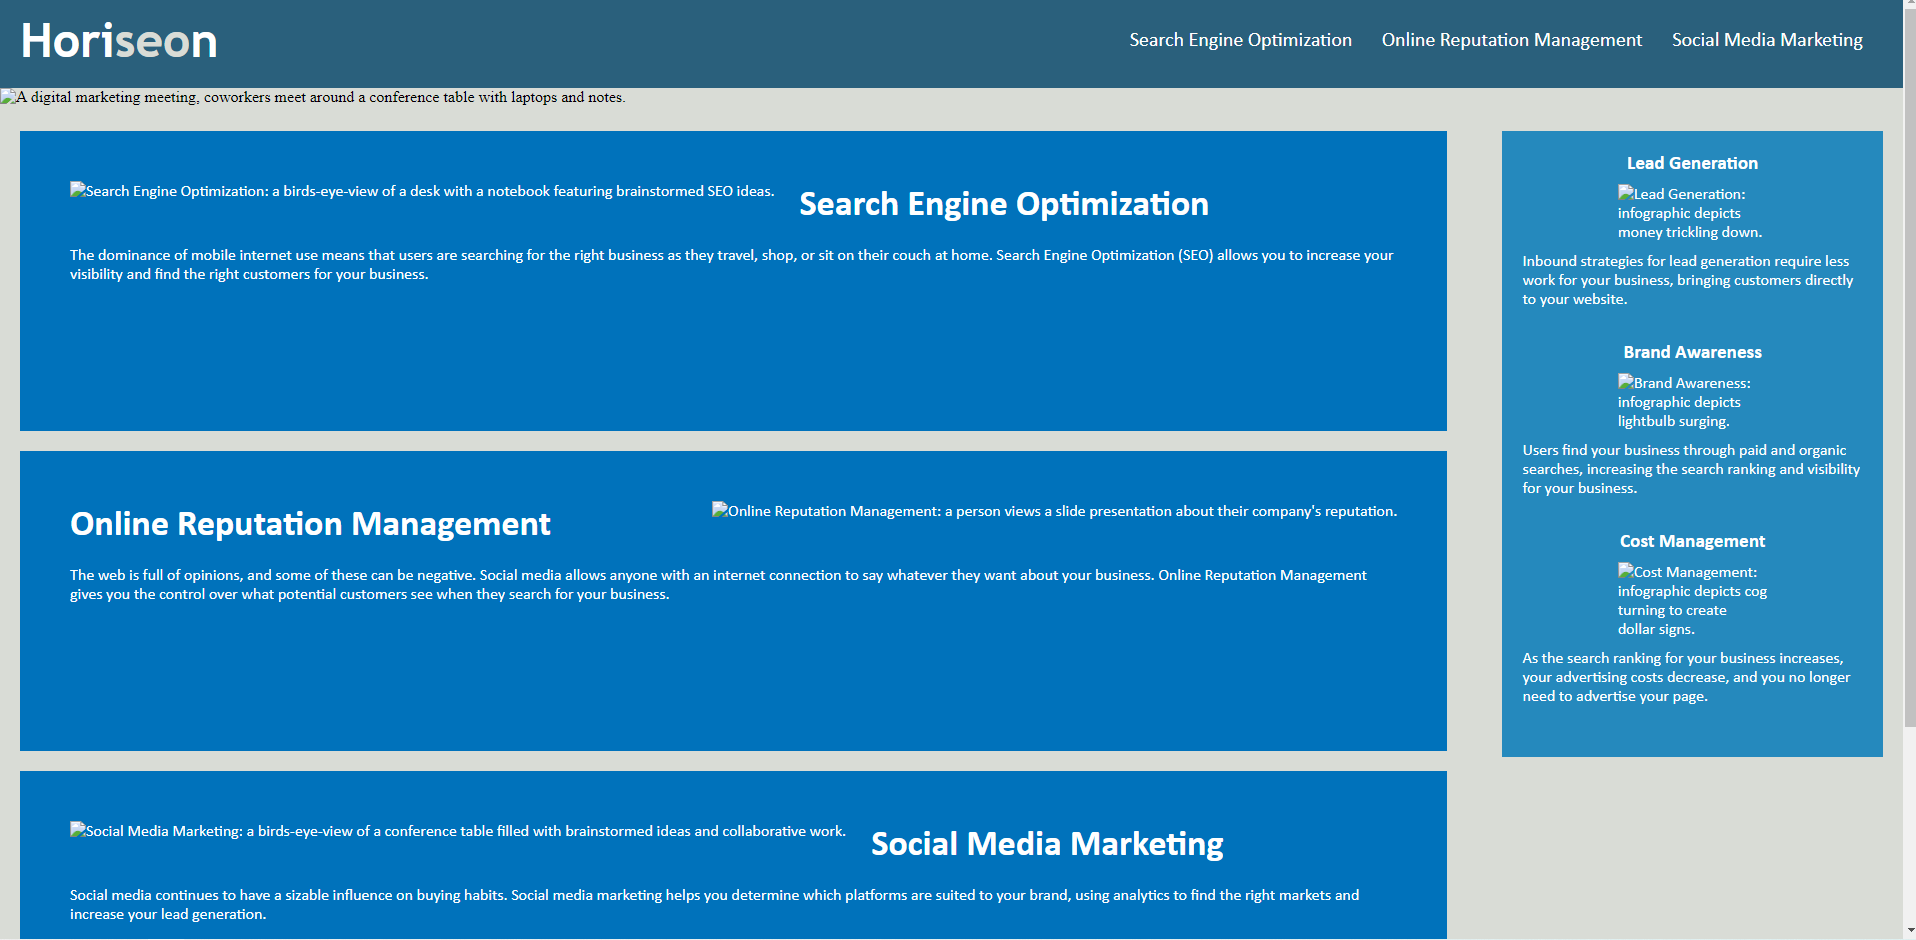 Horiseon
Search Engine Optimization
Online Reputation Management
Social Media Marketing
A digital marketing meeting, coworkers meet around a conference table with laptops and notes.
Search Engine Optimization: a birds-eye-view of a desk with a notebook featuring brainstormed SEO ideas.
Search Engine Optimization
The dominance of mobile internet use means that users are searching for the right business as they travel, shop, or sit on their couch at home. Search Engine Optimization (SEO) allows you to increase your
visibility and find the right customers for your business.
Online Reputation Management
Online Reputation Management: a person views a slide presentation about their company's reputation.
The web is full of opinions, and some of these can be negative. Social media allows anyone with an internet connection to say whatever they want about your business. Online Reputation Management
gives you the control over what potential customers see when they search for your business.
Social Media Marketing: a birds-eye-view of a conference table filled with brainstormed ideas and collaborative work.
Social Media Marketing
Social media continues to have a sizable influence on buying habits. Social media marketing helps you determine which platforms are suited to your brand, using analytics to find the right markets and
increase your lead generation.
Lead Generation
Lead Generation:
infographic depicts
money trickling down.
Inbound strategies for lead generation require less
work for your business, bringing customers directly
to your website.
Brand Awareness
Brand Awareness:
infographic depicts
lightbulb surging.
Users find your business through paid and organic
searches, increasing the search ranking and visibility
for your business.
Cost Management
Cost Management:
infographic depicts cog
turning to create
dollar signs.
As the search ranking for your business increases,
your advertising costs decrease, and you no longer
need to advertise your page.